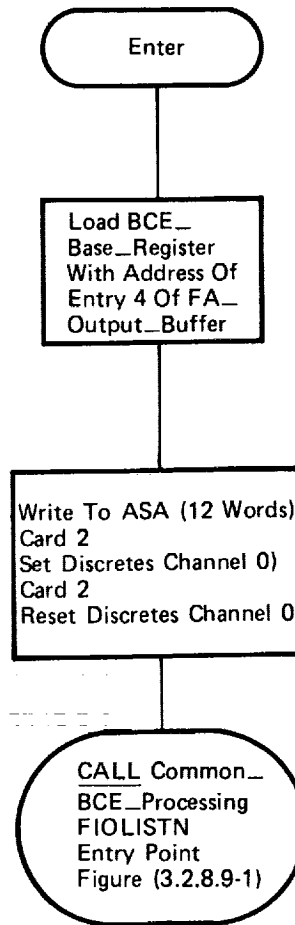 Enter
Load BCE_
Base_Register
With Address Of
Entry 4 Of FA_
Output_Buffer
Write To ASA (12 Words)
Card 2
Set Discretes Channel 0)
Card 2
Reset Discretes Channel 0
CALL Common_
BCE_Processing
FIOLISTN
Entry Point
Figure (3.2.8.9-1)